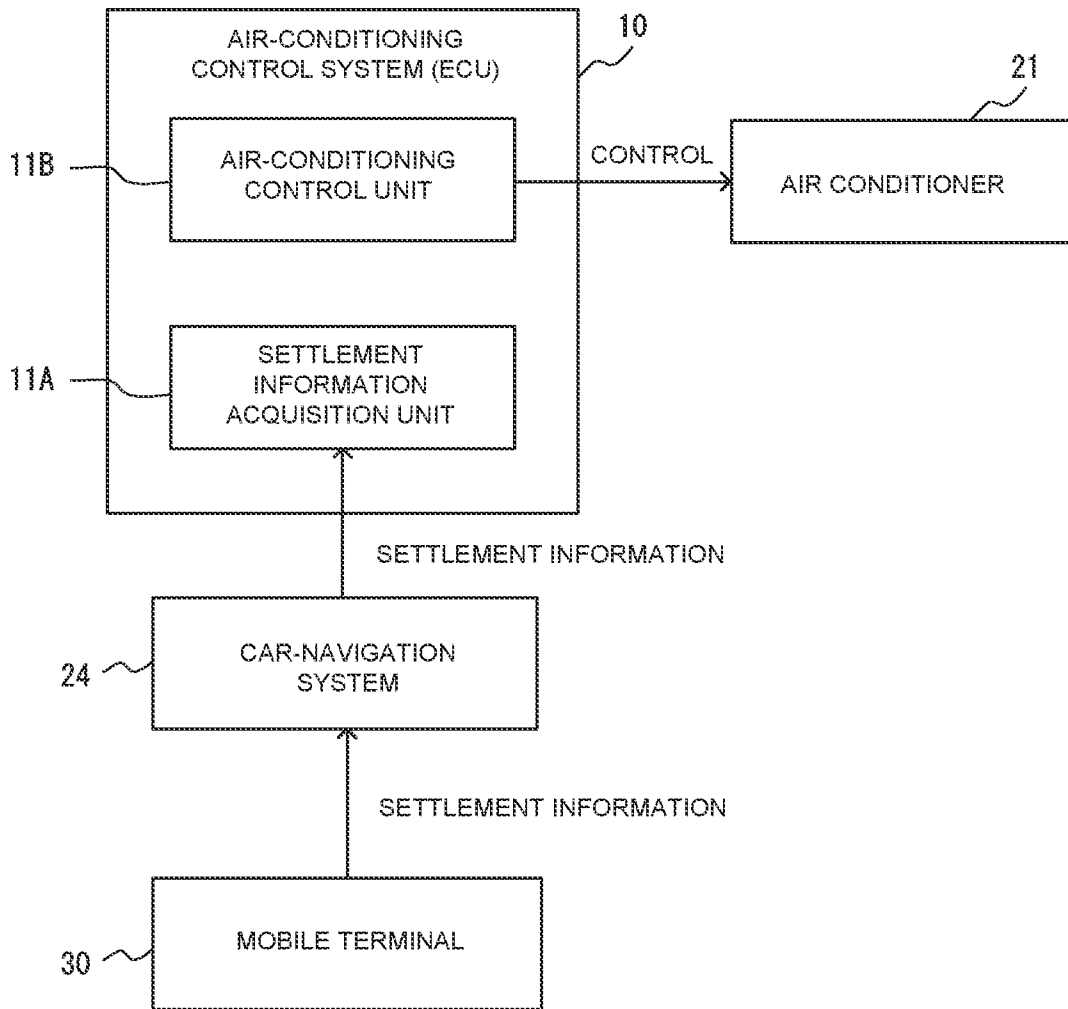 AIR-CONDITIONING
CONTROL SYSTEM (ECU)
10
21
11B
AIR-CONDITIONING
CONTROL UNIT
CONTROL
AIR CONDITIONER
11A
SETTLEMENT
INFORMATION
ACQUISITION UNIT
SETTLEMENT INFORMATION
24
CAR-NAVIGATION
SYSTEM
SETTLEMENT INFORMATION
30
MOBILE TERMINAL